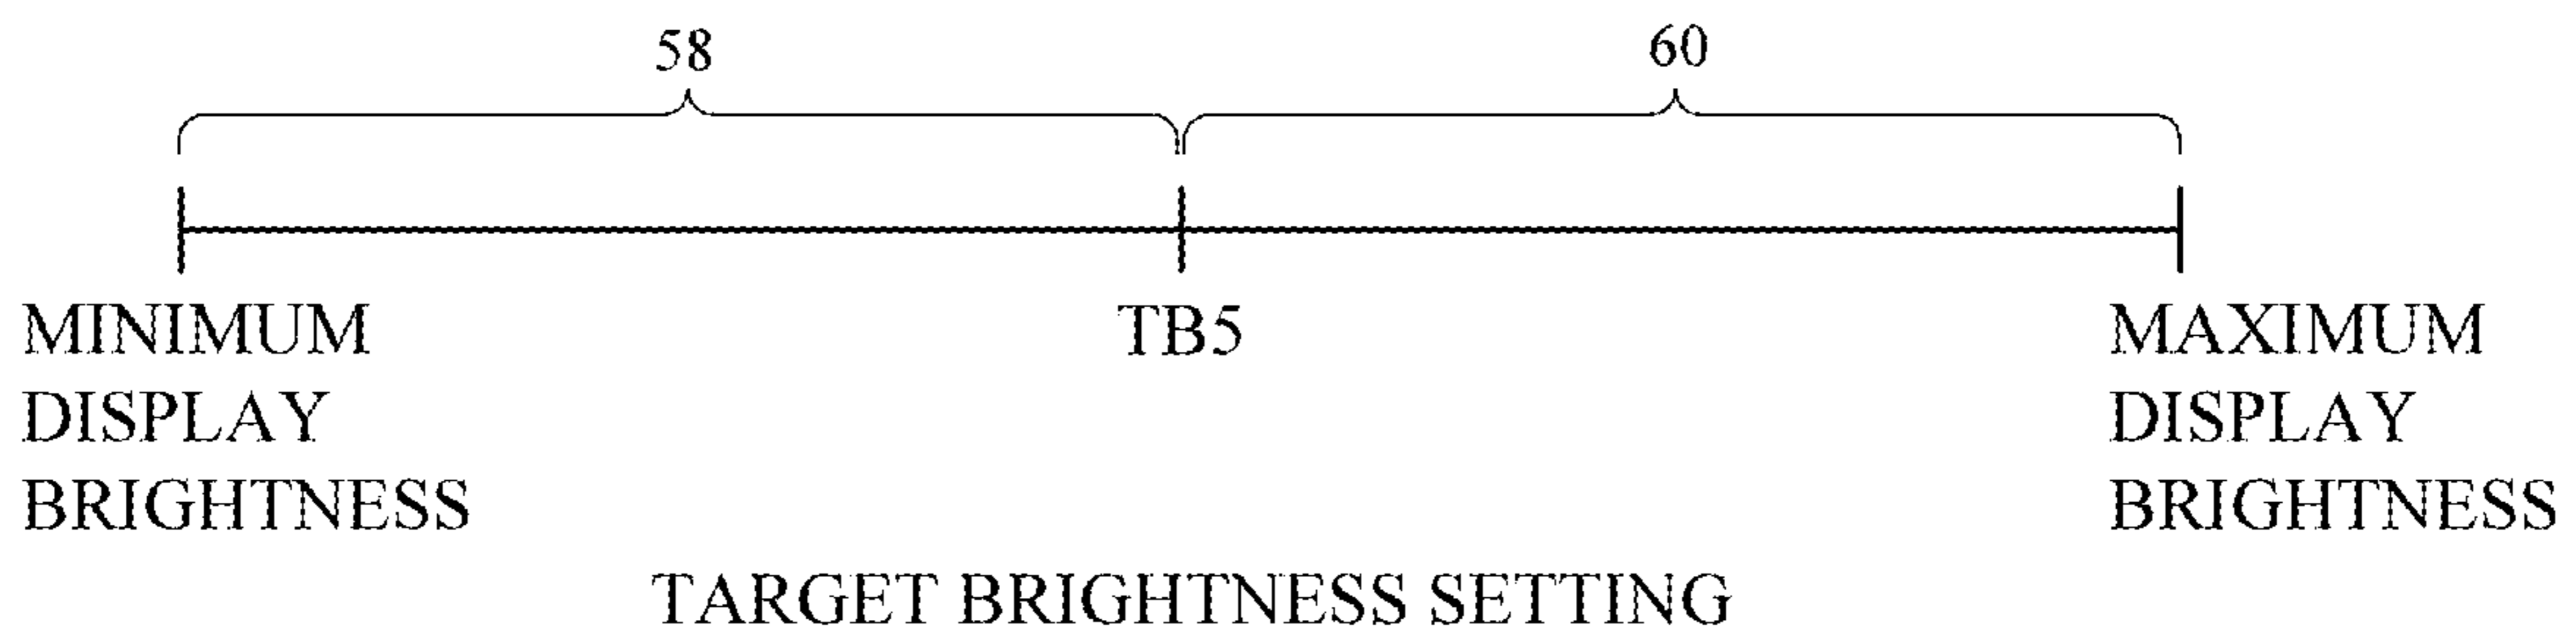 58 60
MINIMUM DISPLAY BRIGHTNESS
TB5
MAXIMUM DISPLAY BRIGHTNESS
TARGET BRIGHTNESS SETTING